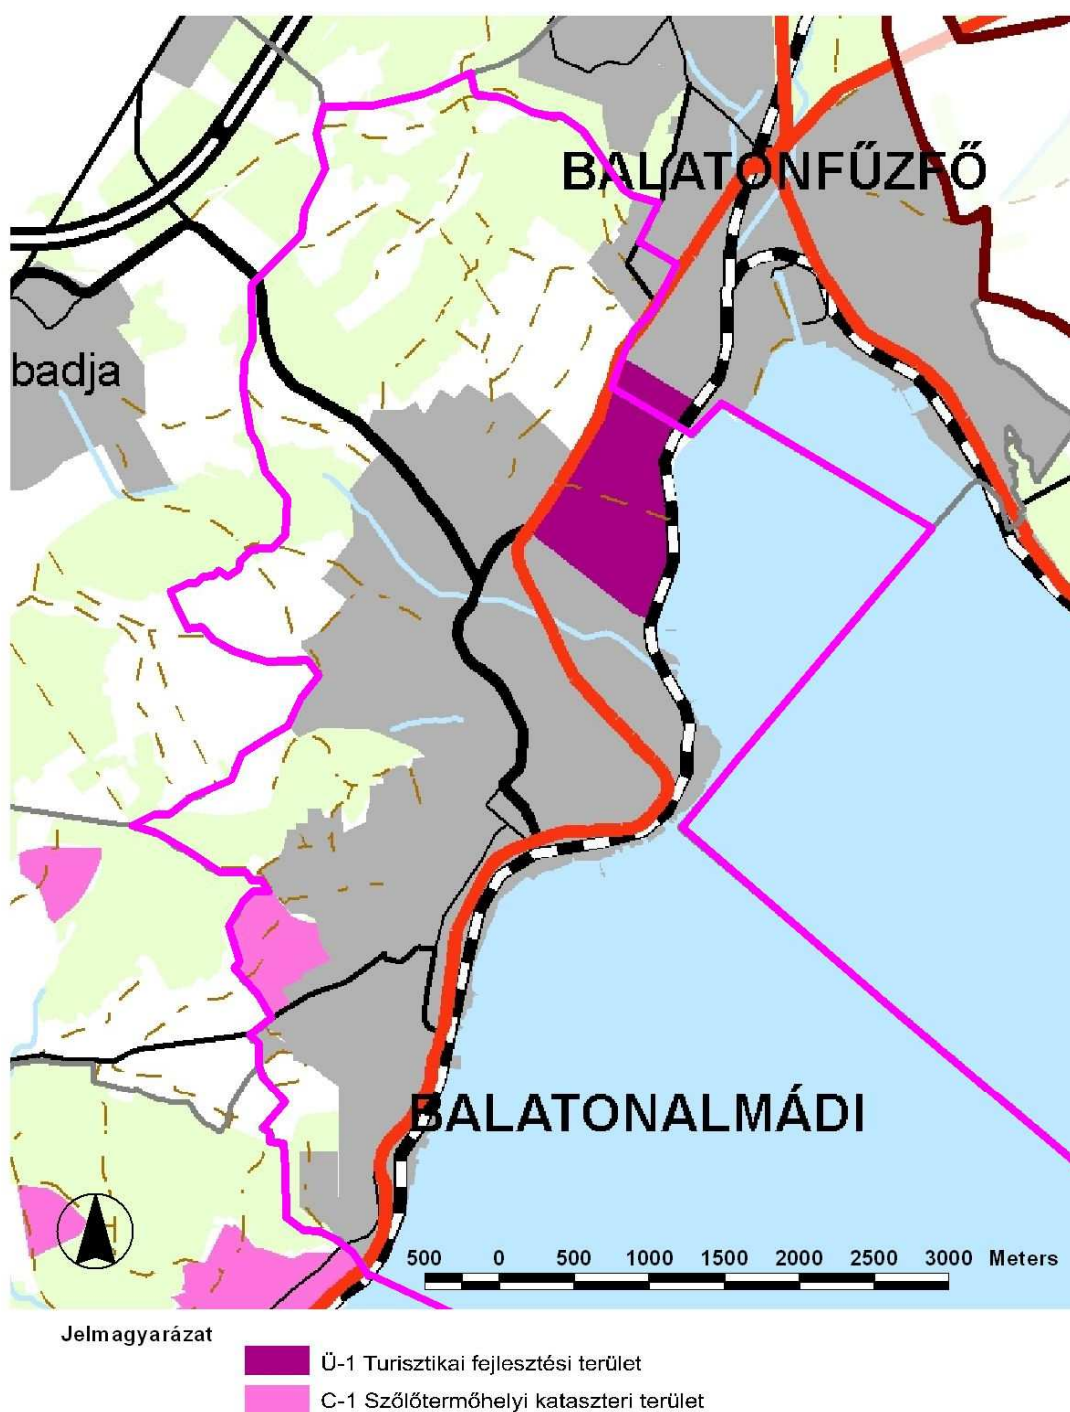 BALATONFŰZFŐ
badja
BALATONALMÁDI
500 0 500 1000 1500 2000 2500 3000 Meters
Jelmagyarázat
Ü-1 Turisztikai fejlesztési terület
C-1 Szőlőtermőhelyi kataszteri terület